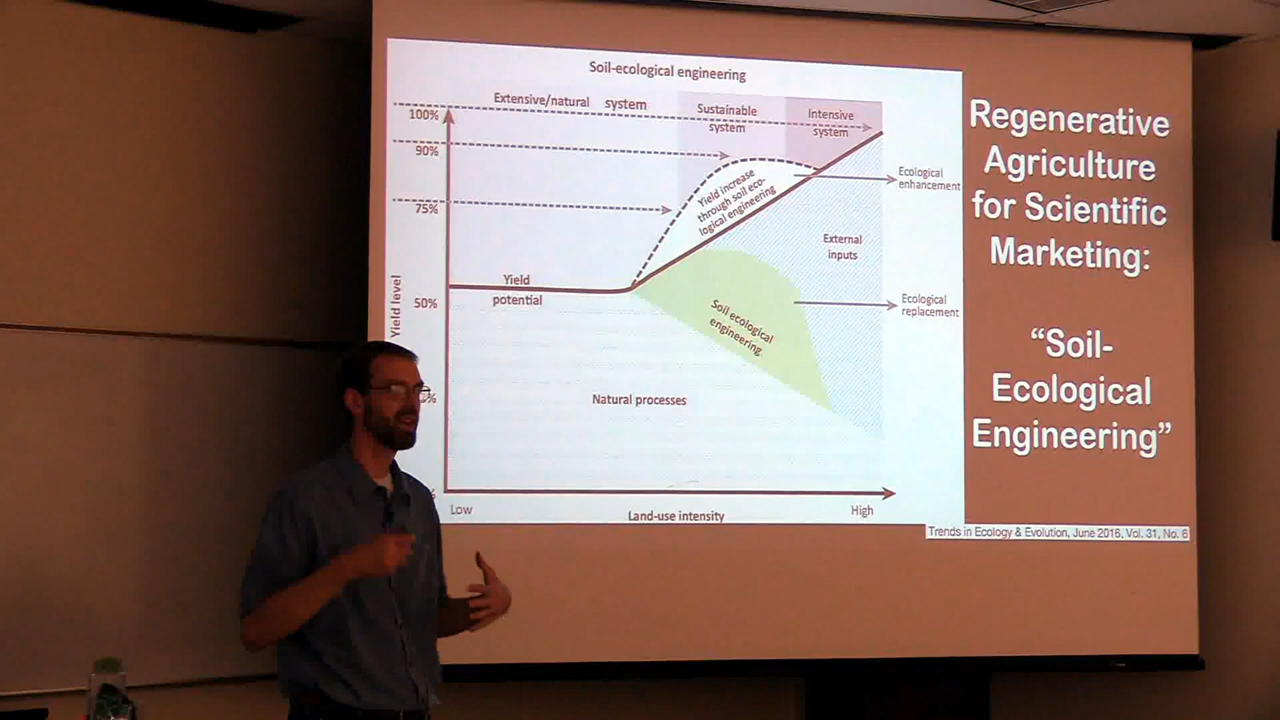 Soil-ecological engineering
Extensive/natural system
Sustainable
system
Intensive
system
100%
90%
75%
50%
%
Yield level
Yield increase
through soil eco-
logical engineering
Ecological
enhancement
External
inputs
Yield
potential
Soil ecological
engineering
Ecological
replacement
Natural processes
Low
Land-use intensity
High
Regenerative
Agriculture
for Scientific
Marketing:
“Soil-
Ecological
Engineering”
Trends in Ecology & Evolution, June 2016, Vol. 31, No. 6